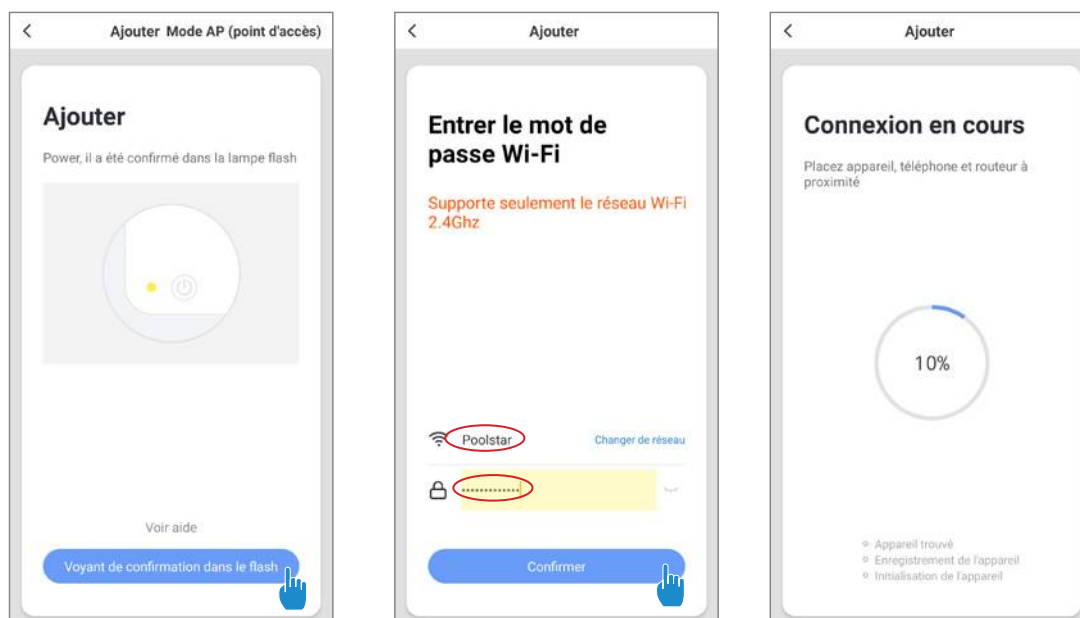 Ajouter Mode AP (point d'accès)
Ajouter
Power, il a été confirmé dans la lampe flash
Voir aide
Voyant de confirmation dans le flash
Ajouter
Entrer le mot de
passe Wi-Fi
Supporte seulement le réseau Wi-Fi
2.4Ghz
Poolstar
Changer de réseau
Confirmer
Ajouter
Connexion en cours
Placez appareil, téléphone et routeur à
proximité
10%
Appareil trouvé
Enregistrement de l'appareil
Initialisation de l'appareil